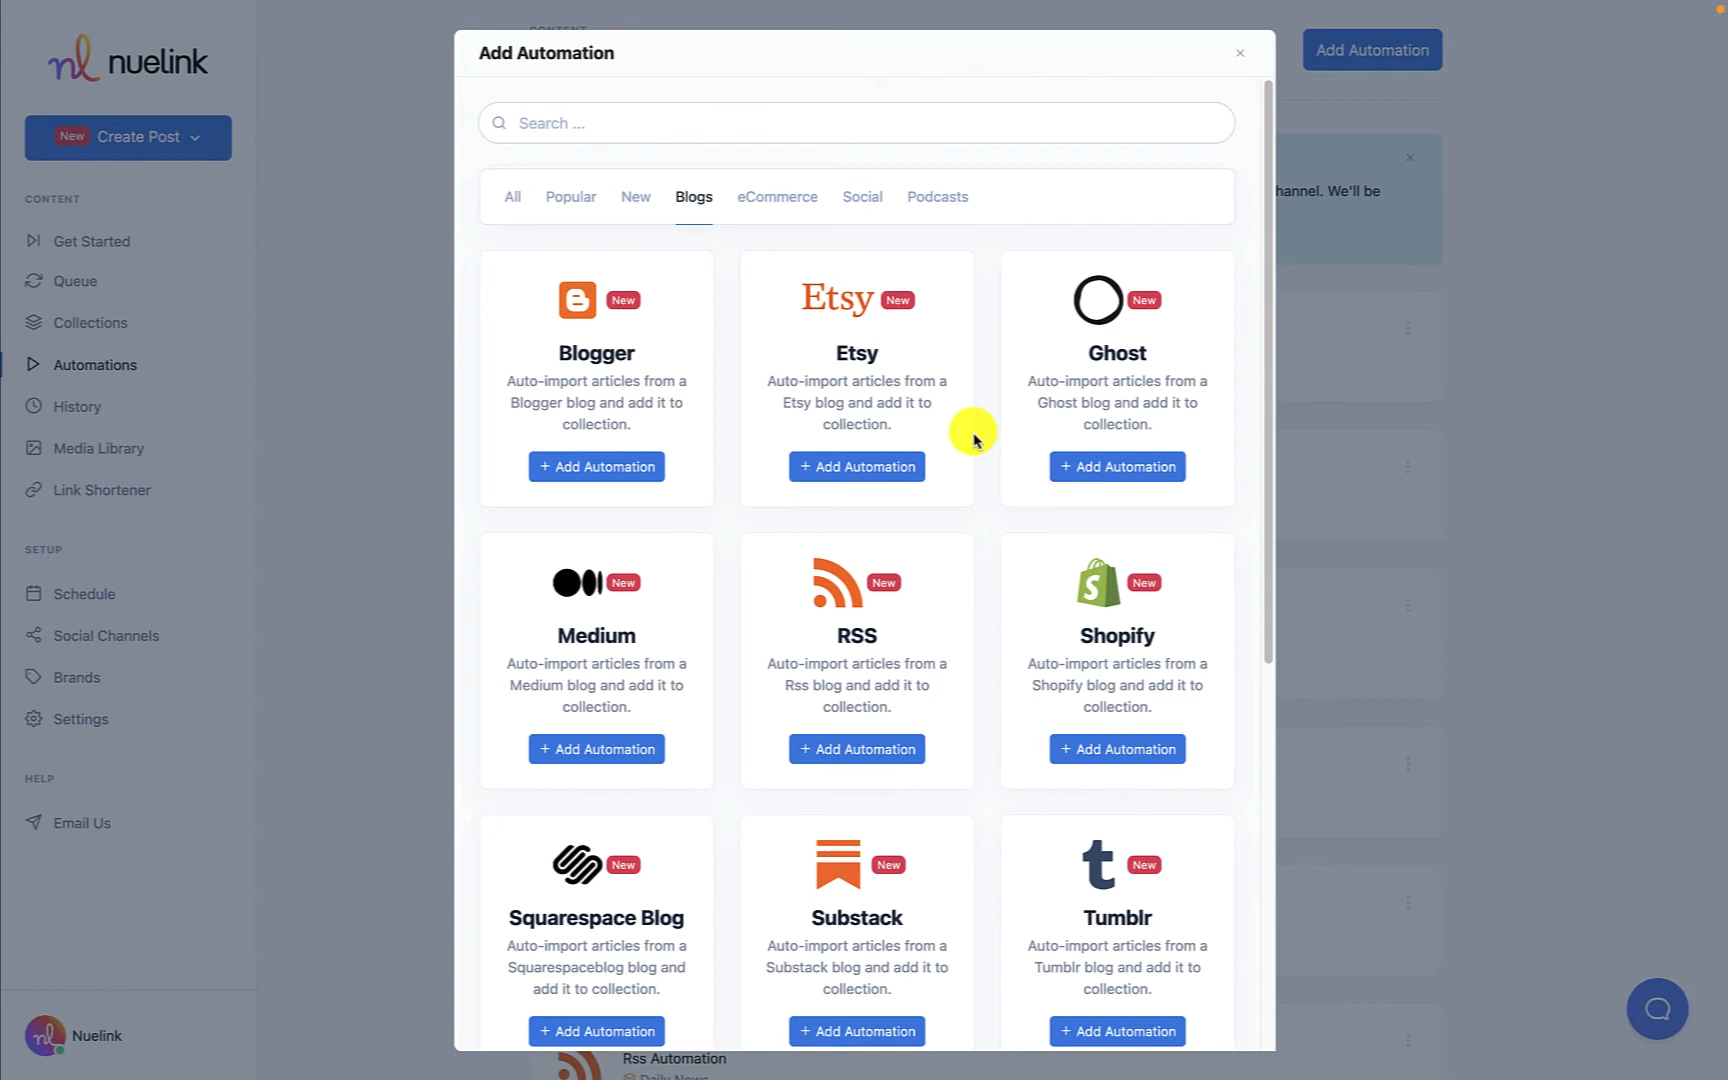 nuelink
New Create Post
CONTENT
Get Started
Queue
Collections
Automations
History
Media Library
Link Shortener
SETUP
Schedule
Social Channels
Brands
Settings
HELP
Email Us
nl Nuelink
CONTENT
Add Automation
hannel. We'll be
Add Automation
Search ...
All Popular New Blogs eCommerce Social Podcasts
New
Blogger
Auto-import articles from a
Blogger blog and add it to
collection.
+ Add Automation
Etsy New
Etsy
Auto-import articles from a
Etsy blog and add it to
collection.
+ Add Automation
New
Ghost
Auto-import articles from a
Ghost blog and add it to
collection.
+ Add Automation
New
Medium
Auto-import articles from a
Medium blog and add it to
collection.
+ Add Automation
New
RSS
Auto-import articles from a
Rss blog and add it to
collection.
+ Add Automation
New
Shopify
Auto-import articles from a
Shopify blog and add it to
collection.
+ Add Automation
New
Squarespace Blog
Auto-import articles from a
Squarespaceblog blog and
add it to collection.
+ Add Automation
New
Substack
Auto-import articles from a
Substack blog and add it to
collection.
+ Add Automation
New
Tumblr
Auto-import articles from a
Tumblr blog and add it to
collection.
+ Add Automation
Rss Automation
Daily News